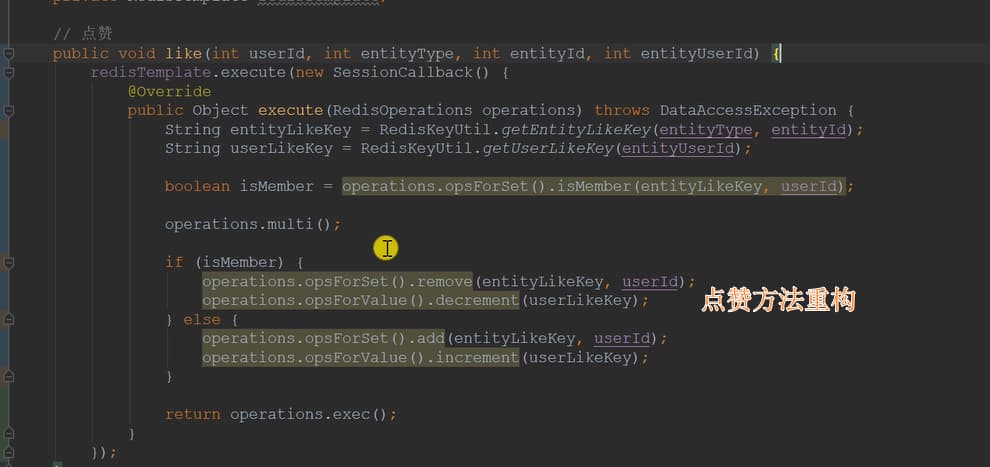 // 点赞
public void like(int userId, int entityType, int entityId, int entityUserId) {
redisTemplate.execute(new SessionCallback() {
@Override
public Object execute(RedisOperations operations) throws DataAccessException {
String entityLikeKey = RedisKeyUtil.getEntityLikeKey(entityType, entityId);
String userLikeKey = RedisKeyUtil.getUserLikeKey(entityUserId);
boolean isMember = operations.opsForSet().isMember(entityLikeKey, userId);
operations.multi();
if (isMember) {
operations.opsForSet().remove(entityLikeKey, userId);
operations.opsForValue().decrement(userLikeKey);
点赞方法重构
} else {
operations.opsForSet().add(entityLikeKey, userId);
operations.opsForValue().increment(userLikeKey);
}
return operations.exec();
}
});